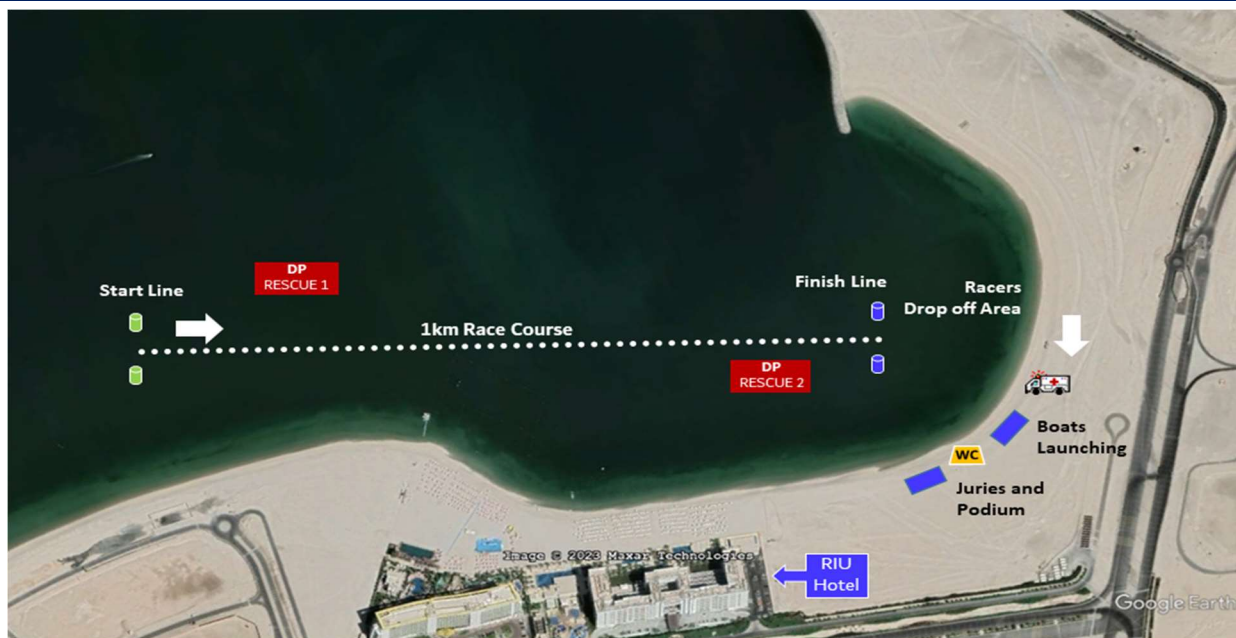 DP
RESCUE 1
Start Line
Finish Line
Racers
Drop off Area
1km Race Course
DP
RESCUE 2
Boats
Launching
WC
Juries and
Podium
Image © 2023 Maxar Technologies
RIU
Hotel
Google Earth